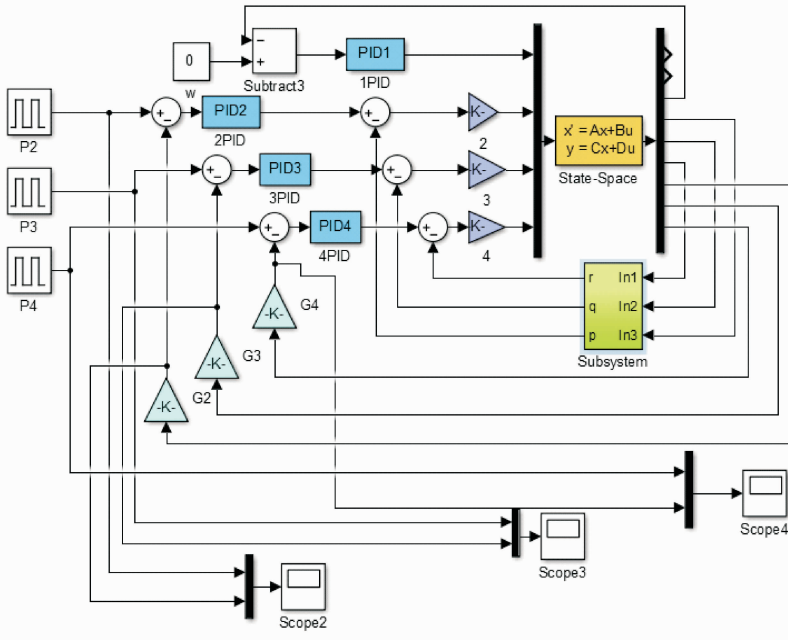 −
+
0
w
Subtract3
PID1
1PID
P2
+
−
PID2
2PID
+
−
K-
2
x' = Ax+Bu
y = Cx+Du
State-Space
P3
+
−
PID3
3PID
+
−
K-
3
P4
+
−
PID4
4PID
+
−
K-
4
r In1
q In2
p In3
Subsystem
-K-
G4
-K-
G3
-K-
G2
Scope4
Scope3
Scope2